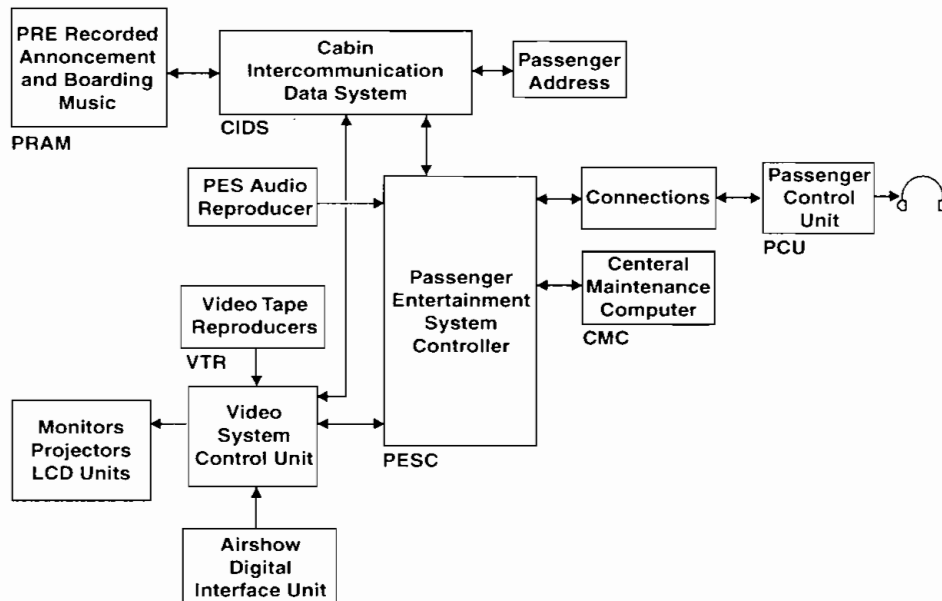 PRE Recorded
Annoncement
and Boarding
Music
PRAM
Cabin
Intercommunication
Data System
CIDS
Passenger
Address
PES Audio
Reproducer
Passenger
Entertainment
System
Controller
PESC
Connections
Passenger
Control
Unit
PCU
Centeral
Maintenance
Computer
CMC
Video Tape
Reproducers
VTR
Video
System
Control Unit
Monitors
Projectors
LCD Units
Airshow
Digital
Interface Unit